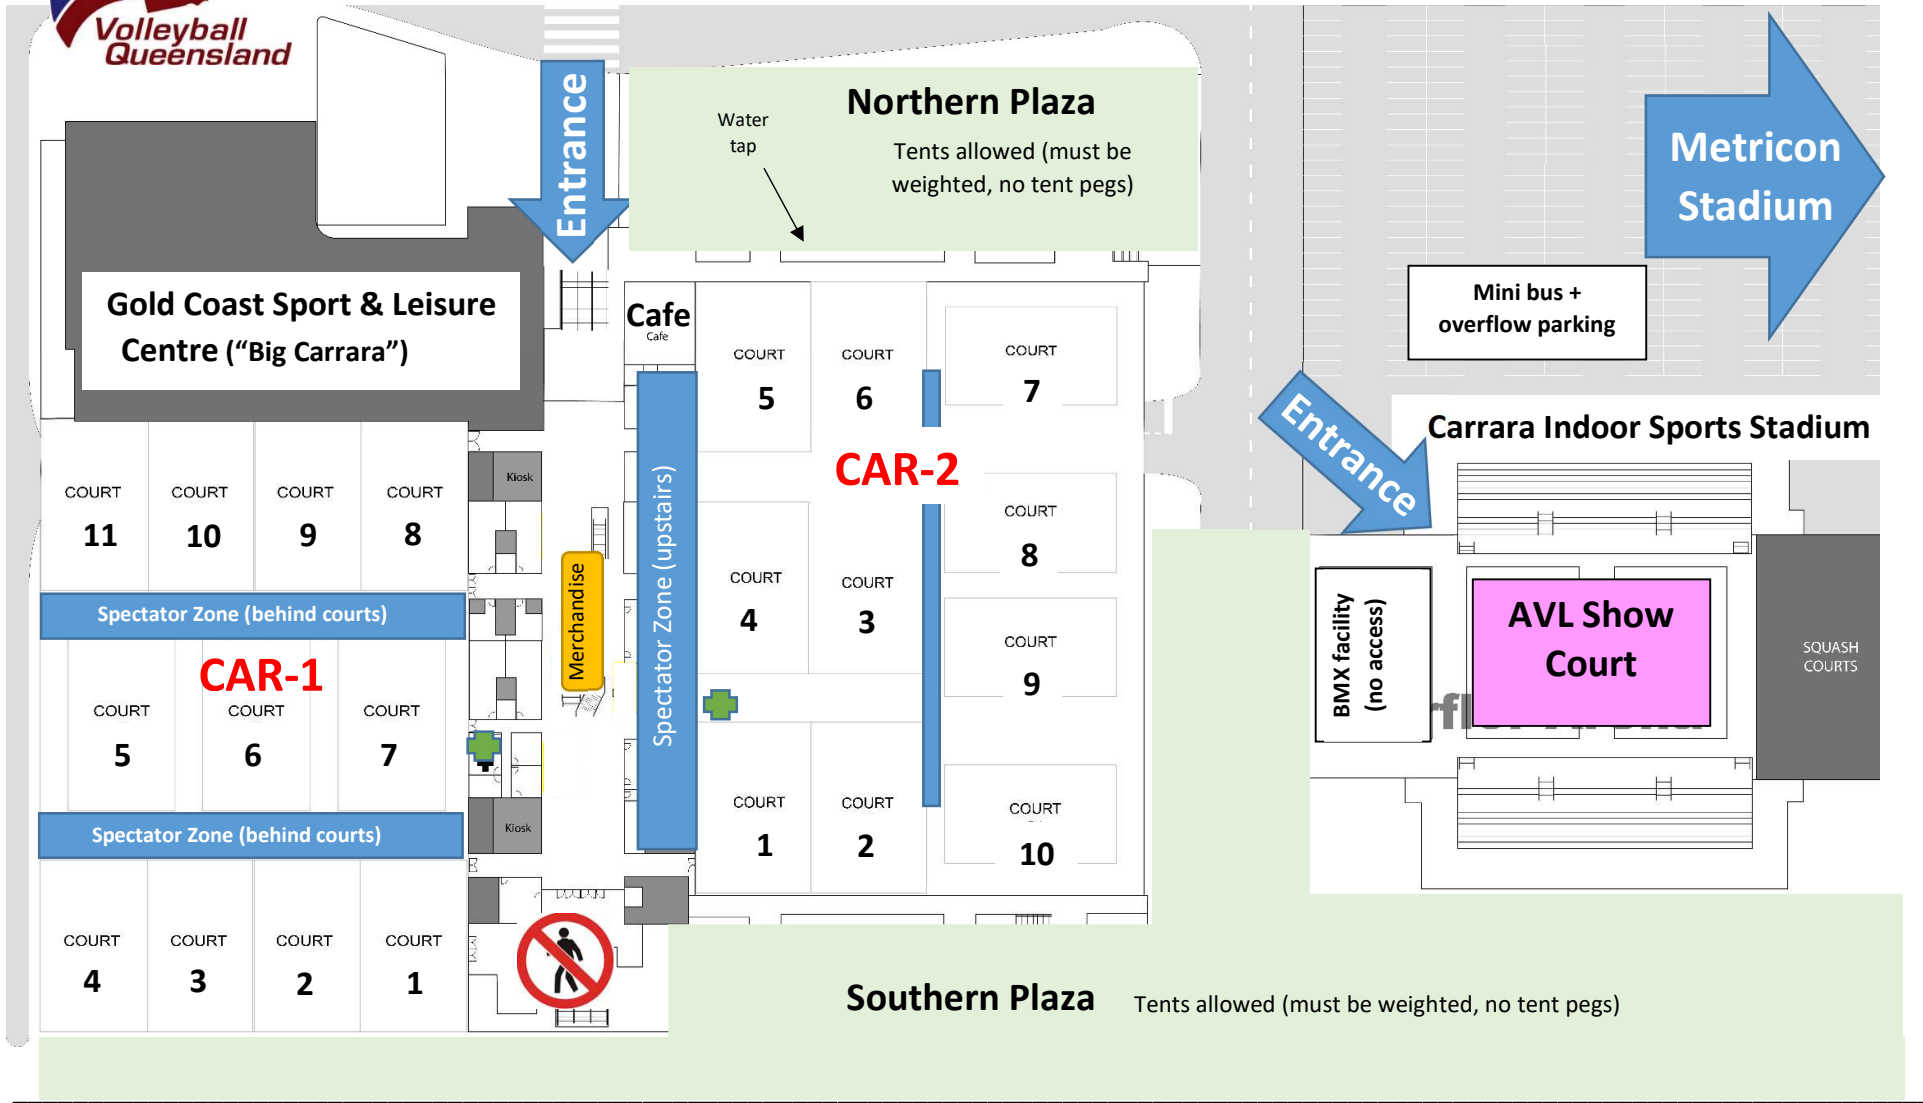 Volleyball
Queensland
Entrance
Northern Plaza
Water
tap
Tents allowed (must be
weighted, no tent pegs)
Metricon
Stadium
Mini bus +
overflow parking
Gold Coast Sport & Leisure
Centre (“Big Carrara”)
Cafe
Cafe
COURT
5
COURT
6
COURT
7
CAR-2
Entrance
Carrara Indoor Sports Stadium
COURT
11
COURT
10
COURT
9
COURT
8
Kiosk
Merchandise
Spectator Zone (upstairs)
COURT
4
COURT
3
COURT
8
COURT
9
Spectator Zone (behind courts)
CAR-1
COURT
5
COURT
6
COURT
7
BMX facility
(no access)
AVL Show
Court
SQUASH
COURTS
COURT
1
COURT
2
COURT
10
Spectator Zone (behind courts)
Kiosk
COURT
4
COURT
3
COURT
2
COURT
1
Southern Plaza
Tents allowed (must be weighted, no tent pegs)